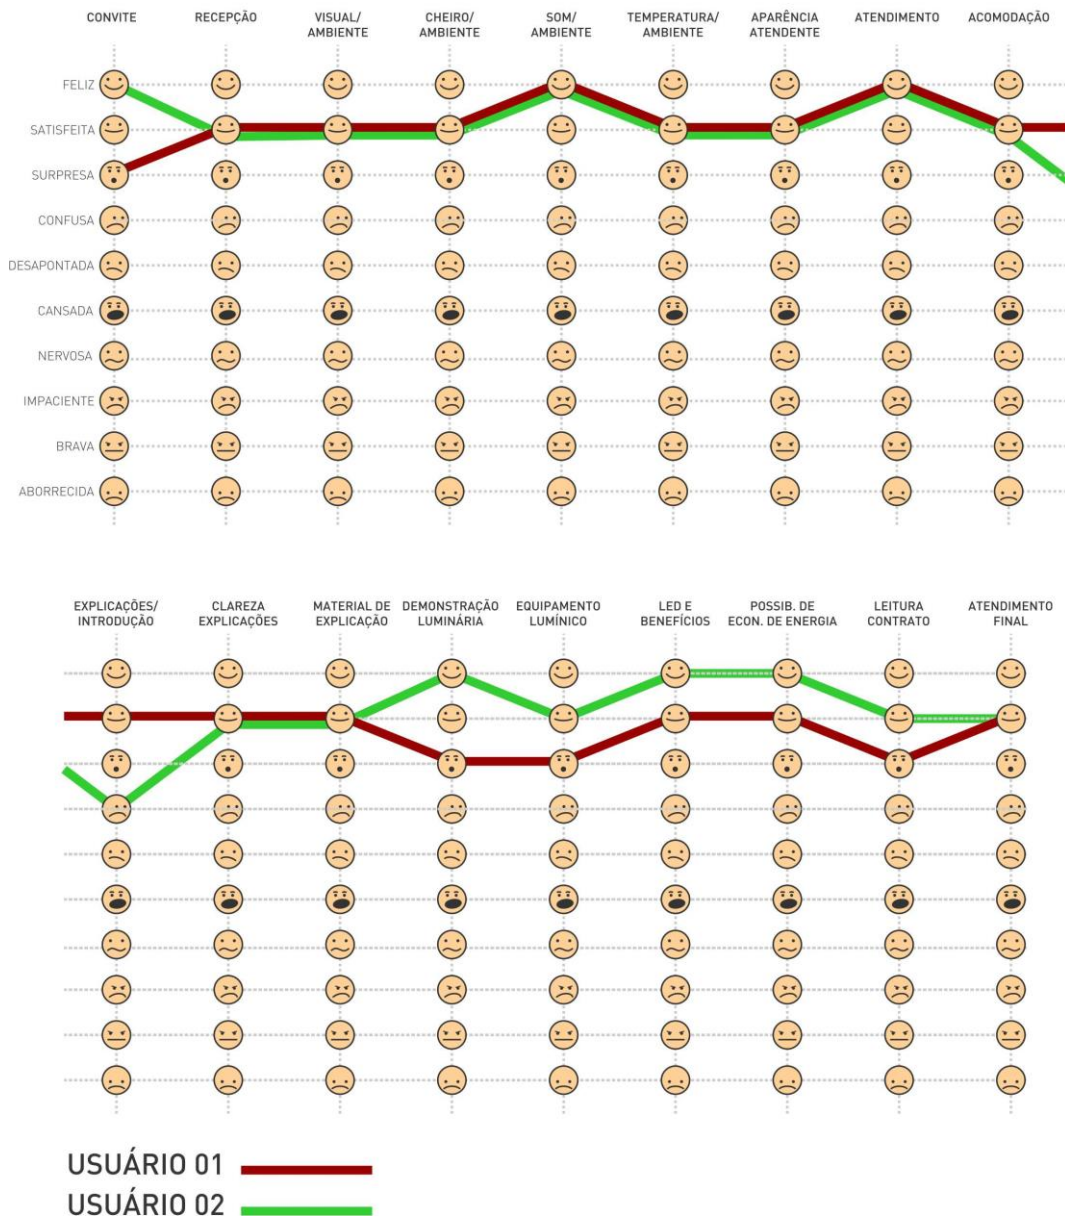 CONVITE
RECEPÇÃO
VISUAL/
AMBIENTE
CHEIRO/
AMBIENTE
SOM/
AMBIENTE
TEMPERATURA/
AMBIENTE
APARÊNCIA
ATENDENTE
ATENDIMENTO
ACOMODAÇÃO
FELIZ
SATISFEITA
SURPRESA
CONFUSA
DESAPONTADA
CANSADA
NERVOSA
IMPACIENTE
BRAVA
ABORRECIDA
EXPLICAÇÕES/
INTRODUÇÃO
CLAREZA
EXPLICAÇÕES
MATERIAL DE
EXPLICAÇÃO
DEMONSTRAÇÃO
LUMINÁRIA
EQUIPAMENTO
LUMÍNICO
LED E
BENEFÍCIOS
POSSIB. DE
ECON. DE ENERGIA
LEITURA
CONTRATO
ATENDIMENTO
FINAL
USUÁRIO 01
USUÁRIO 02